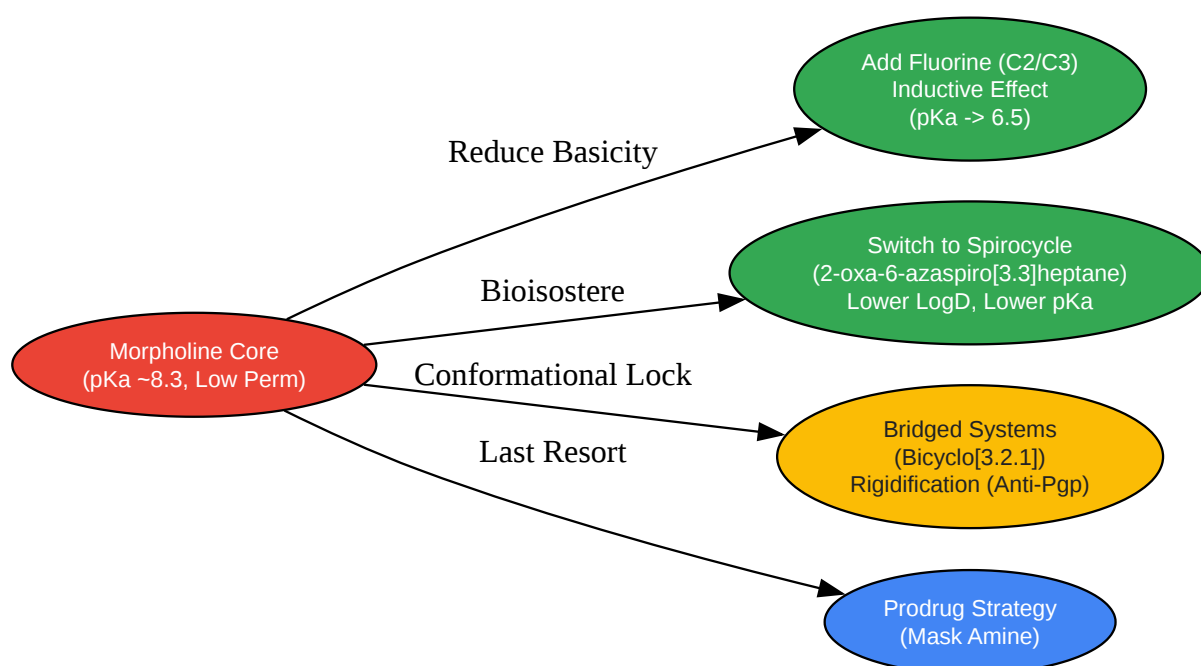 Add Fluorine (C2/C3)
Inductive Effect
(pKa -> 6.5)
Reduce Basicity
Switch to Spirocycle
(2-oxa-6-azaspiro[3.3]heptane)
Lower LogD, Lower pKa
Bioisostere
Morpholine Core
(pKa ~8.3, Low Perm)
Conformational Lock
Bridged Systems
(Bicyclo[3.2.1])
Rigidification (Anti-Pgp)
Last Resort
Prodrug Strategy
(Mask Amine)